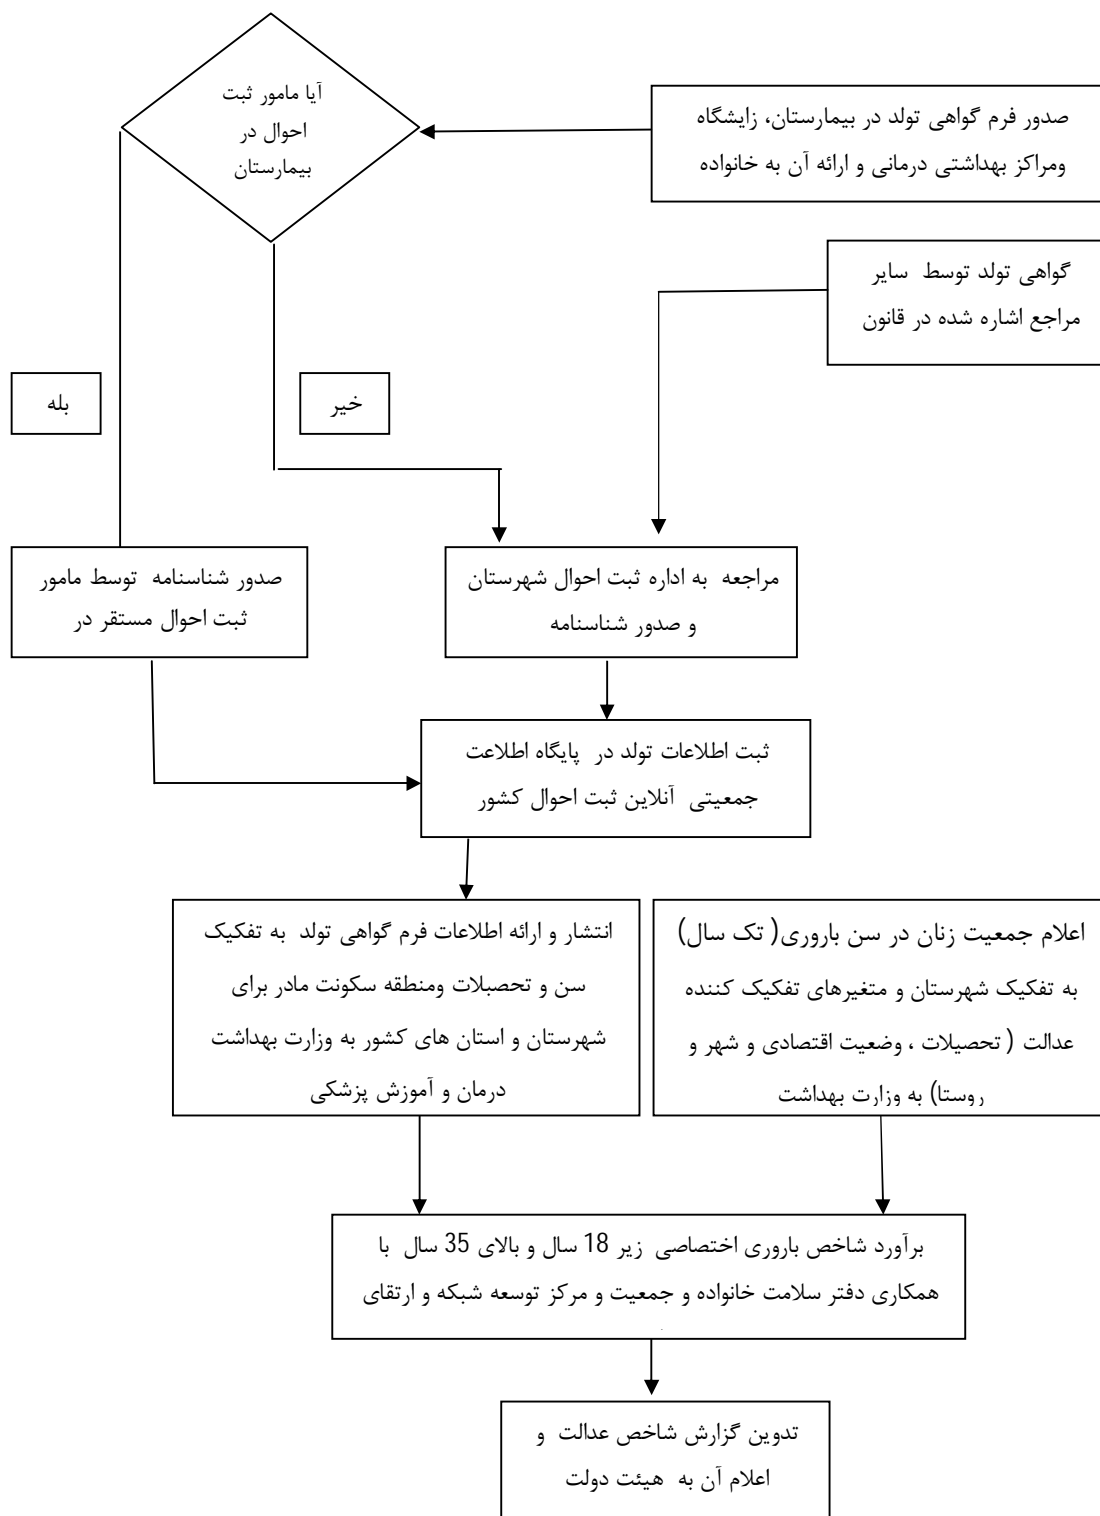 آیا مامور ثبت
احوال در
بیمارستان
صدور فرم گواهی تولد در بیمارستان، زایشگاه
ومراکز بهداشتی درمانی و ارائه آن به خانواده
گواهی تولد توسط سایر
مراجع اشاره شده در قانون
بله
خیر
صدور شناسنامه توسط مامور
ثبت احوال مستقر در
مراجعه به اداره ثبت احوال شهرستان
و صدور شناسنامه
ثبت اطلاعات تولد در پایگاه اطلاعت
جمعیتی آنلاین ثبت احوال کشور
انتشار و ارائه اطلاعات فرم گواهی تولد به تفکیک
سن و تحصبلات ومنطقه سکونت مادر برای
شهرستان و استان های کشور به وزارت بهداشت
درمان و آموزش پزشکی
اعلام جمعیت زنان در سن باروری( تک سال)
به تفکیک شهرستان و متغیرهای تفکیک کننده
عدالت ( تحصیلات ، وضعیت اقتصادی و شهر و
روستا) به وزارت بهداشت
برآورد شاخص باروری اختصاصی زیر 18 سال و بالای 35 سال با
همکاری دفتر سلامت خانواده و جمعیت و مرکز توسعه شبکه و ارتقای
تدوین گزارش شاخص عدالت و
اعلام آن به هیئت دولت